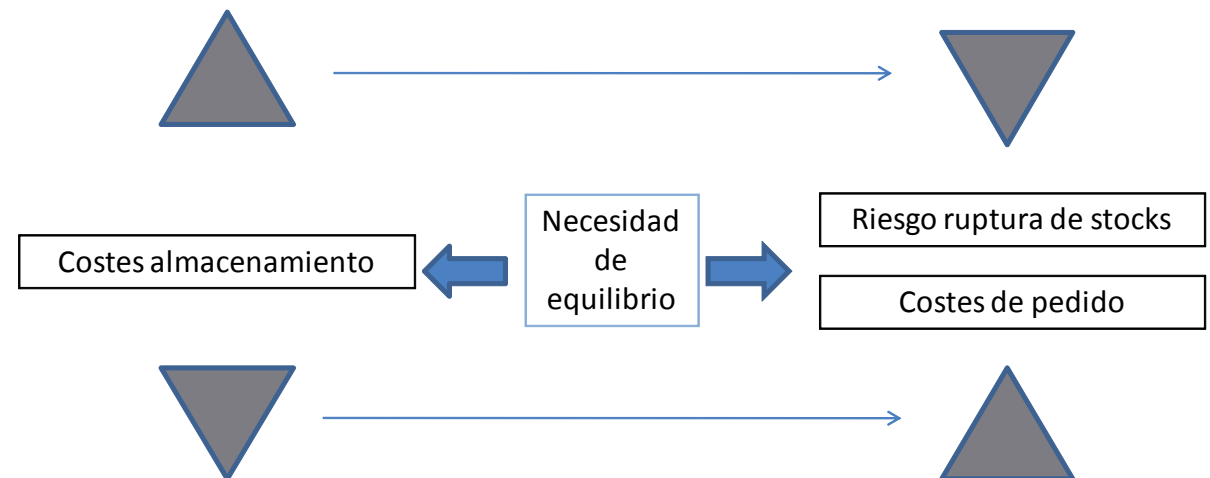 Costes almacenamiento
Necesidad
de
equilibrio
Riesgo ruptura de stocks
Costes de pedido